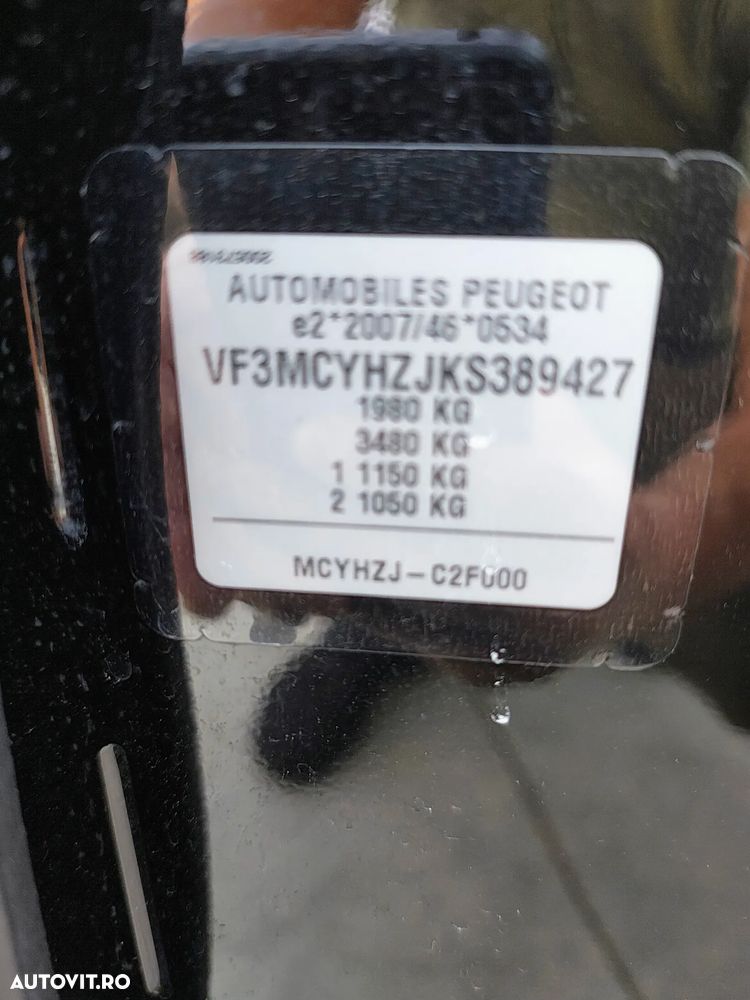 AUTOMOBILES PEUGEOT
e2*2007/46*0534
VF3MCYHZJKS389427
1980 KG
3480 KG
1 1150 KG
2 1050 KG
MCYHZJ-C2F000
AUTOVIT.RO